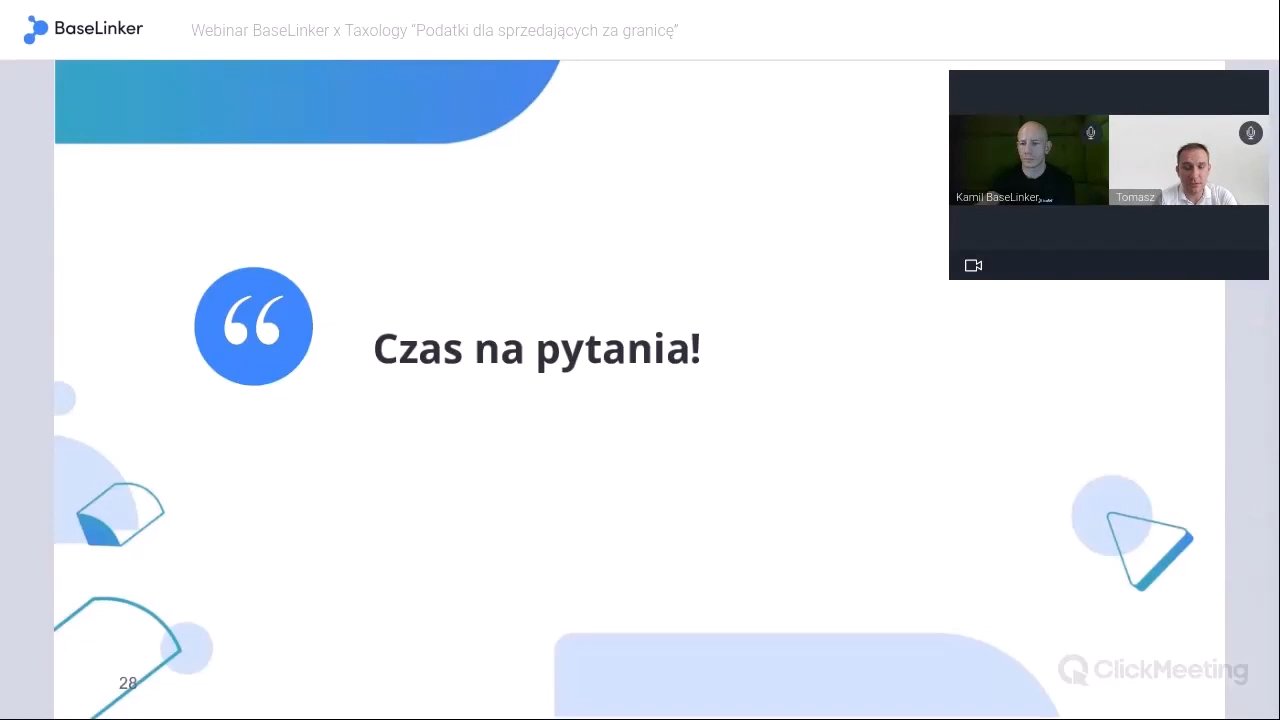 BaseLinker
Webinar BaseLinker x Taxology “Podatki dla sprzedających za granicę”
Kamil BaseLinker
Tomasz
“
Czas na pytania!
28
ClickMeeting